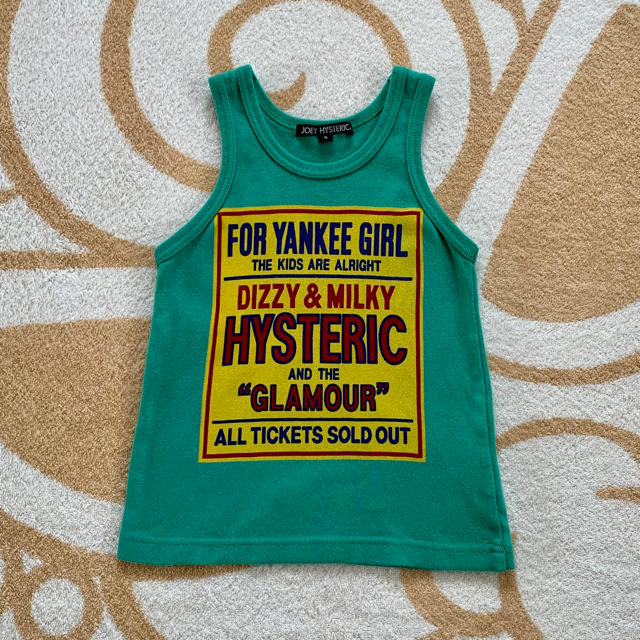 JOEY HYSTERIC.
S
FOR YANKEE GIRL
THE KIDS ARE ALRIGHT
DIZZY & MILKY
HYSTERIC
AND THE
"GLAMOUR"
ALL TICKETS SOLD OUT